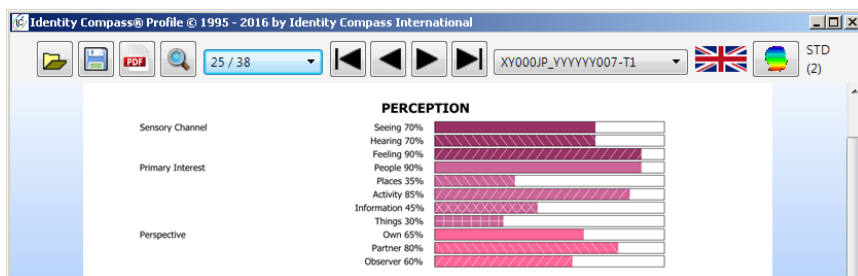 Identity Compass® Profile © 1995 - 2016 by Identity Compass International
PDF 25 / 38 XY000JP_YYYYYY007-T1 STD
(2)
PERCEPTION
Sensory Channel Seeing 70%
Hearing 70%
Feeling 90%
Primary Interest People 90%
Places 35%
Activity 85%
Information 45%
Things 30%
Perspective Own 65%
Partner 80%
Observer 60%